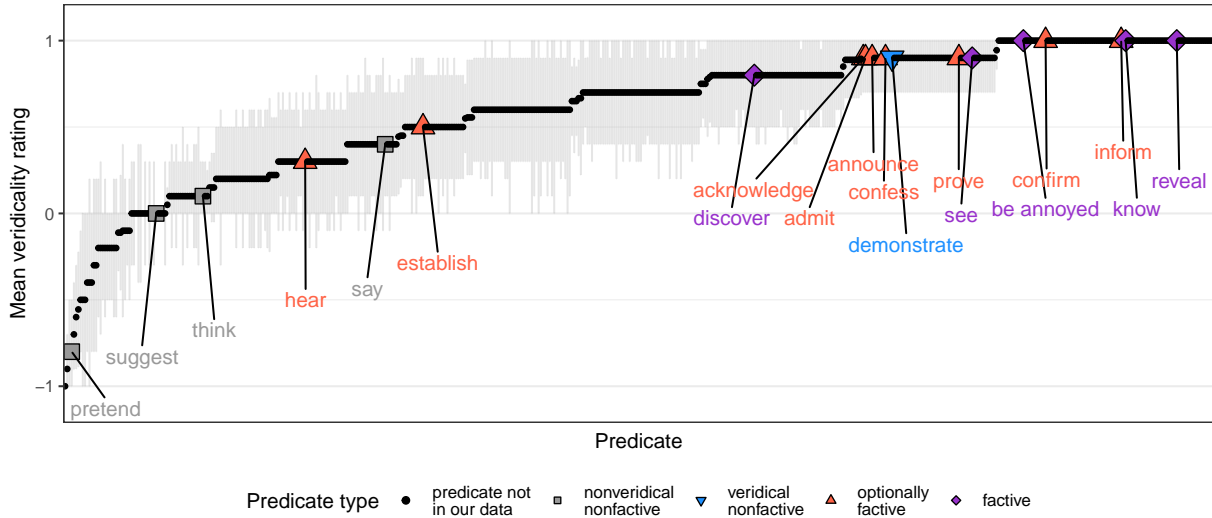 Mean veridicality rating
1
0
−1
announce
inform
acknowledge
confess
prove
confirm
reveal
discover
admit
see
be annoyed
know
demonstrate
establish
say
hear
think
suggest
pretend
Predicate
Predicate type
predicate not
in our data
nonveridical
nonfactive
veridical
nonfactive
optionally
factive
factive